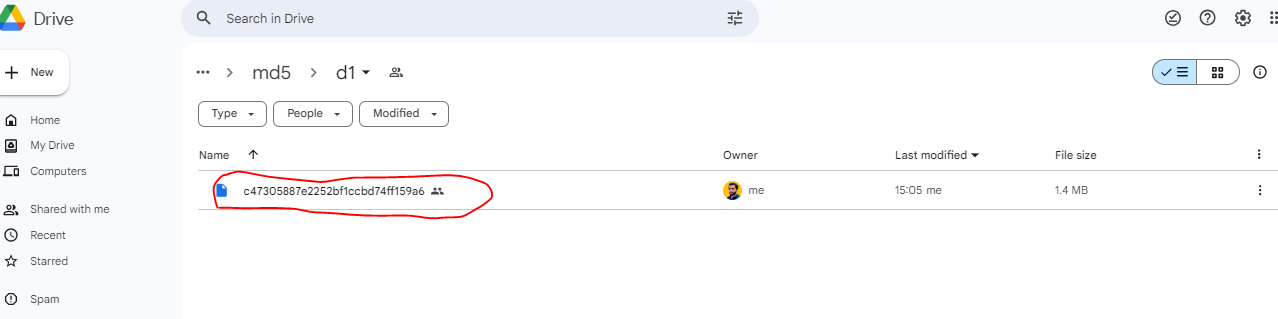 Drive
Search in Drive
New
md5
d1
Type
People
Modified
Home
My Drive
Computers
Shared with me
Recent
Starred
Spam
Name Owner Last modified File size
c47305887e2252bf1ccbd74ff159a6 me 15:05 me 1.4 MB